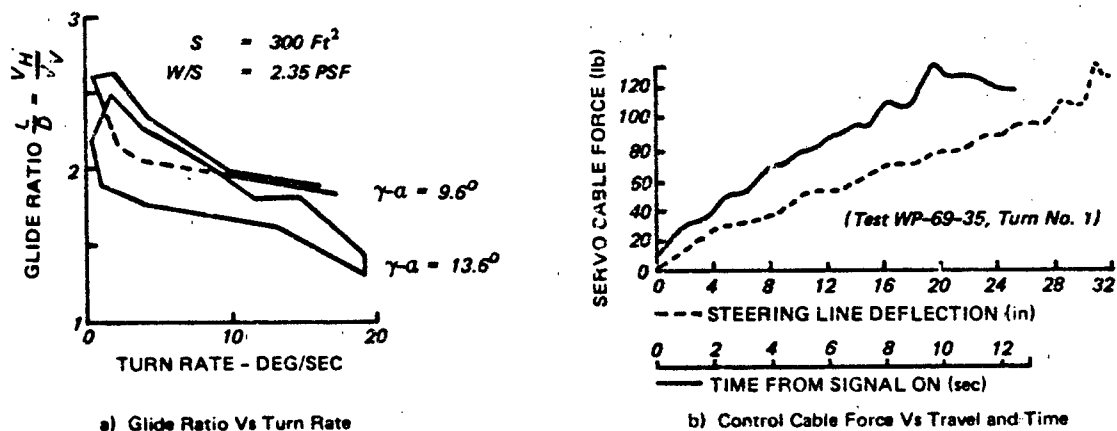 3
S = 300 Ft²
W/S = 2.35 PSF
GLIDE RATIO L/D = V_H/V_V
2
γ-α = 9.6°
γ-α = 13.6°
1
0 10 20
TURN RATE - DEG/SEC
a) Glide Ratio Vs Turn Rate
SERVO CABLE FORCE (lb)
120
100
80
60
40
20
0
(Test WP-69-35, Turn No. 1)
0 4 8 12 16 20 24 28 32
STEERING LINE DEFLECTION (in)
0 2 4 6 8 10 12
TIME FROM SIGNAL ON (sec)
b) Control Cable Force Vs Travel and Time